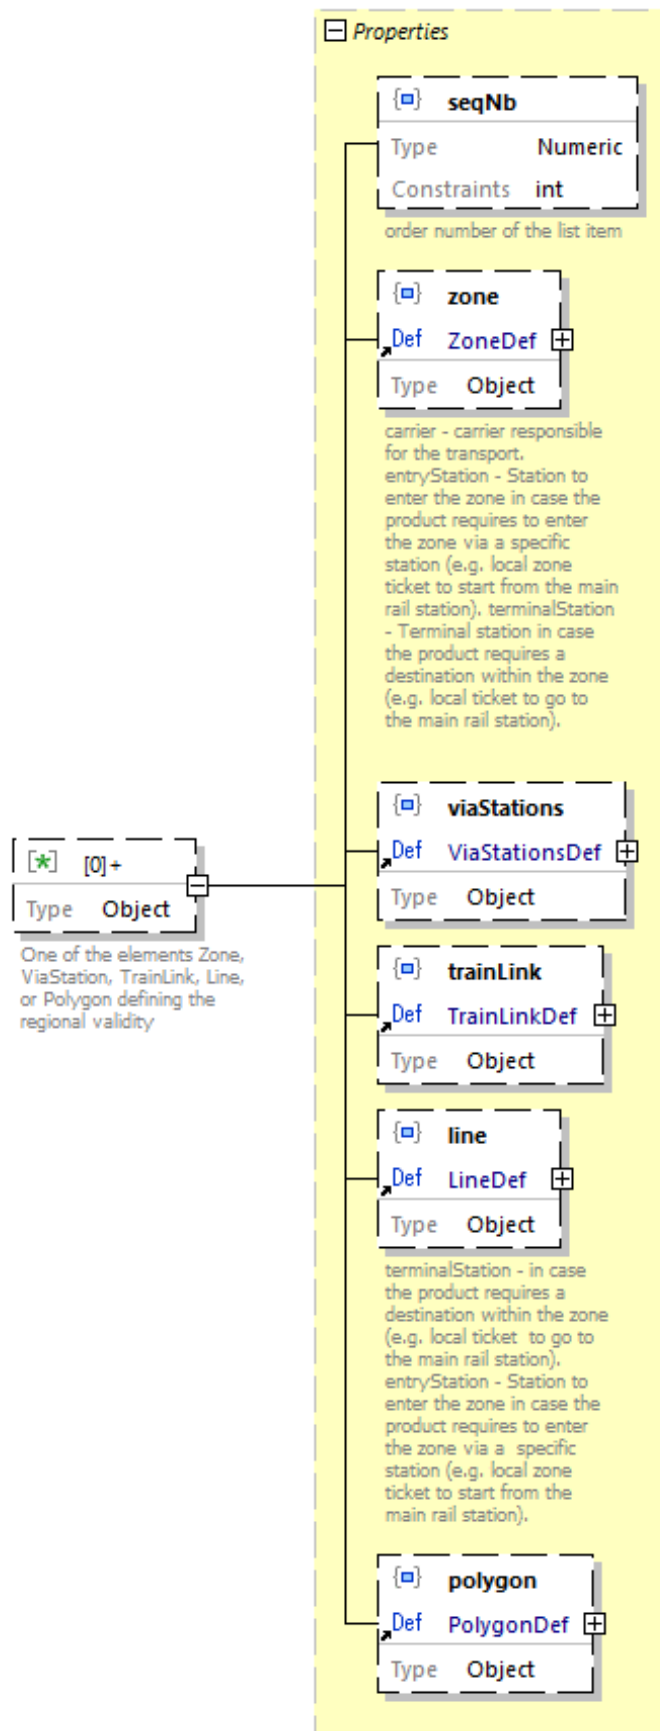 Properties
seqNb
Type Numeric
Constraints int
order number of the list item
zone
Def ZoneDef
Type Object
carrier - carrier responsible
for the transport.
entryStation - Station to
enter the zone in case the
product requires to enter
the zone via a specific
station (e.g. local zone
ticket to start from the main
rail station). terminalStation
- Terminal station in case
the product requires a
destination within the zone
(e.g. local ticket to go to
the main rail station).
viaStations
Def ViaStationsDef
Type Object
[*] [0]+
Type Object
One of the elements Zone,
ViaStation, TrainLink, Line,
or Polygon defining the
regional validity
trainLink
Def TrainLinkDef
Type Object
line
Def LineDef
Type Object
terminalStation - in case
the product requires a
destination within the zone
(e.g. local ticket  to go to
the main rail station).
entryStation - Station to
enter the zone in case the
product requires to enter
the zone via a  specific
station (e.g. local zone
ticket to start from the
main rail station).
polygon
Def PolygonDef
Type Object